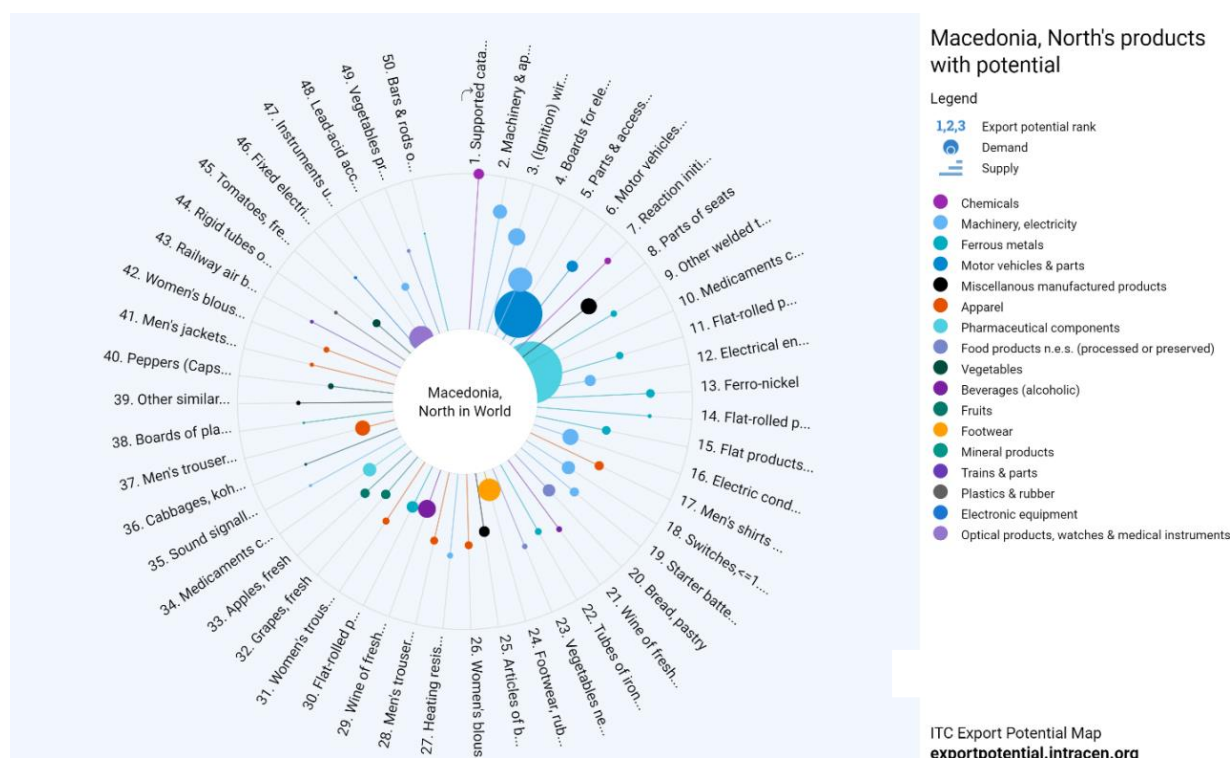 Macedonia, North's products
with potential
Legend
1,2,3 Export potential rank
Demand
Supply
Chemicals
Machinery, electricity
Ferrous metals
Motor vehicles & parts
Miscellanous manufactured products
Apparel
Pharmaceutical components
Food products n.e.s. (processed or preserved)
Vegetables
Beverages (alcoholic)
Fruits
Footwear
Mineral products
Trains & parts
Plastics & rubber
Electronic equipment
Optical products, watches & medical instruments
ITC Export Potential Map
exportpotential.intracen.org
Macedonia,
North in World
1. Supported cata...
2. Machinery & ap...
3. (Ignition) wir...
4. Boards for ele...
5. Parts & access...
6. Motor vehicles...
7. Reaction initi...
8. Parts of seats
9. Other welded t...
10. Medicaments c...
11. Flat-rolled p...
12. Electrical en...
13. Ferro-nickel
14. Flat-rolled p...
15. Flat products...
16. Electric cond...
17. Men's shirts ...
18. Switches,<=1....
19. Starter batte...
20. Bread, pastry
21. Wine of fresh...
22. Tubes of iron...
23. Vegetables ne...
24. Footwear, rub...
25. Articles of b...
26. Women's blous
27. Heating resis...
28. Men's trouser...
29. Wine of fresh...
30. Flat-rolled p...
31. Women's trous...
32. Grapes, fresh
33. Apples, fresh
34. Medicaments c...
35. Sound signall...
36. Cabbages, koh...
37. Men's trouser...
38. Boards of pla...
39. Other similar...
40. Peppers (Caps...
41. Men's jackets...
42. Women's blous...
43. Railway air b...
44. Rigid tubes o...
45. Tomatoes, fre...
46. Fixed electri...
47. Instruments u...
48. Lead-acid acc...
49. Vegetables pr...
50. Bars & rods o...